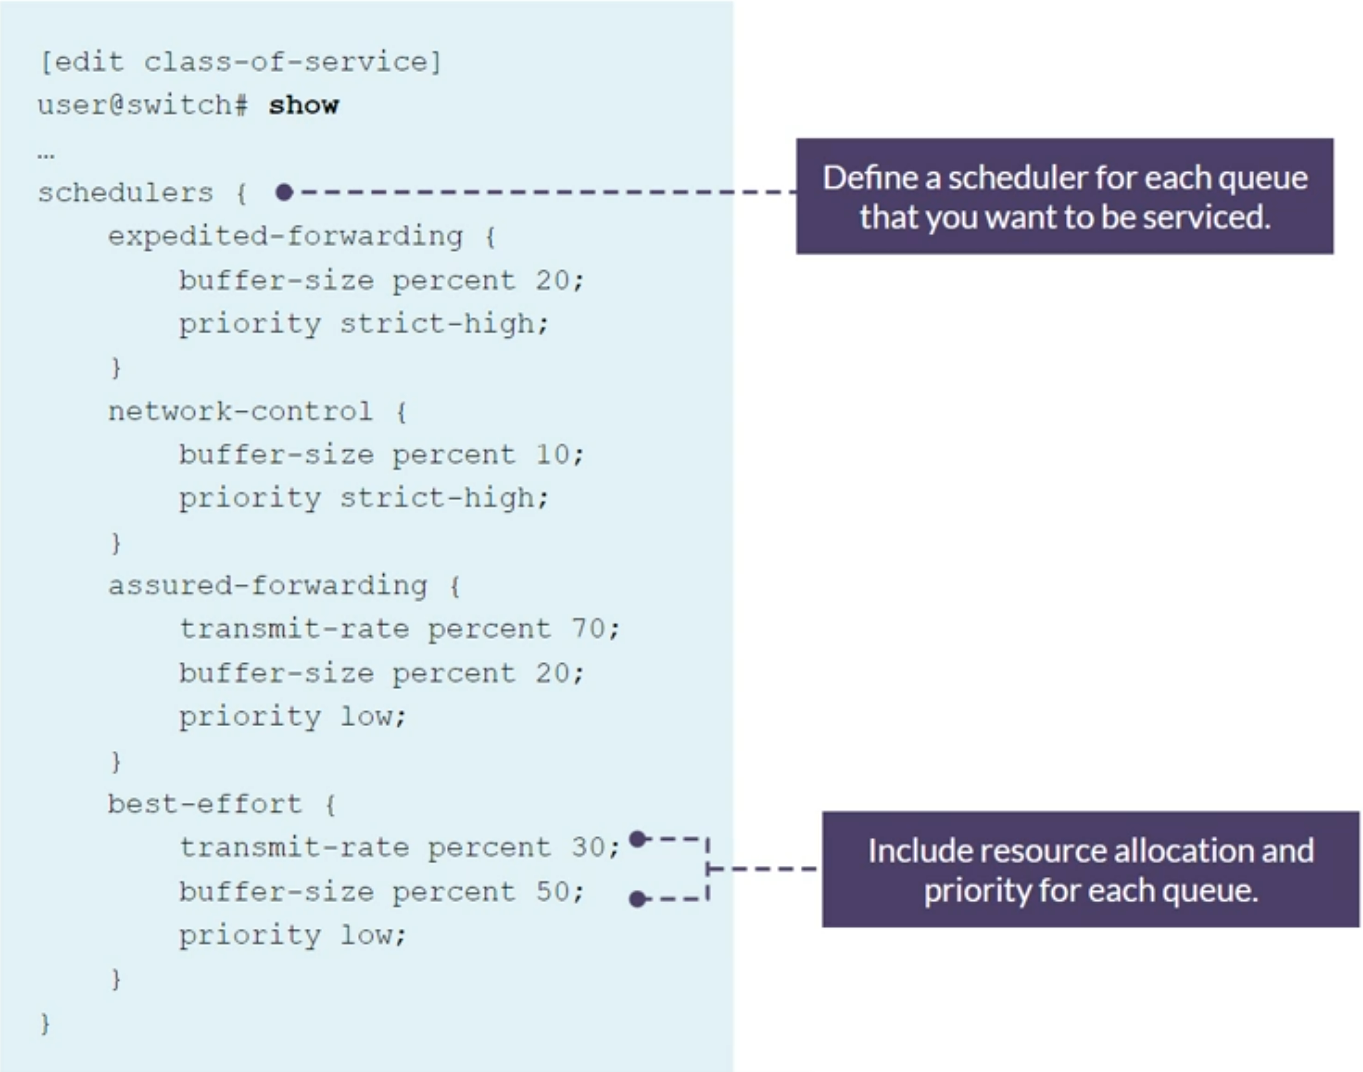 [edit class-of-service]
user@switch# show
…
schedulers {
Define a scheduler for each queue
that you want to be serviced.
expedited-forwarding {
buffer-size percent 20;
priority strict-high;
}
network-control {
buffer-size percent 10;
priority strict-high;
}
assured-forwarding {
transmit-rate percent 70;
buffer-size percent 20;
priority low;
}
best-effort {
transmit-rate percent 30;
buffer-size percent 50;
priority low;
}
}
Include resource allocation and
priority for each queue.